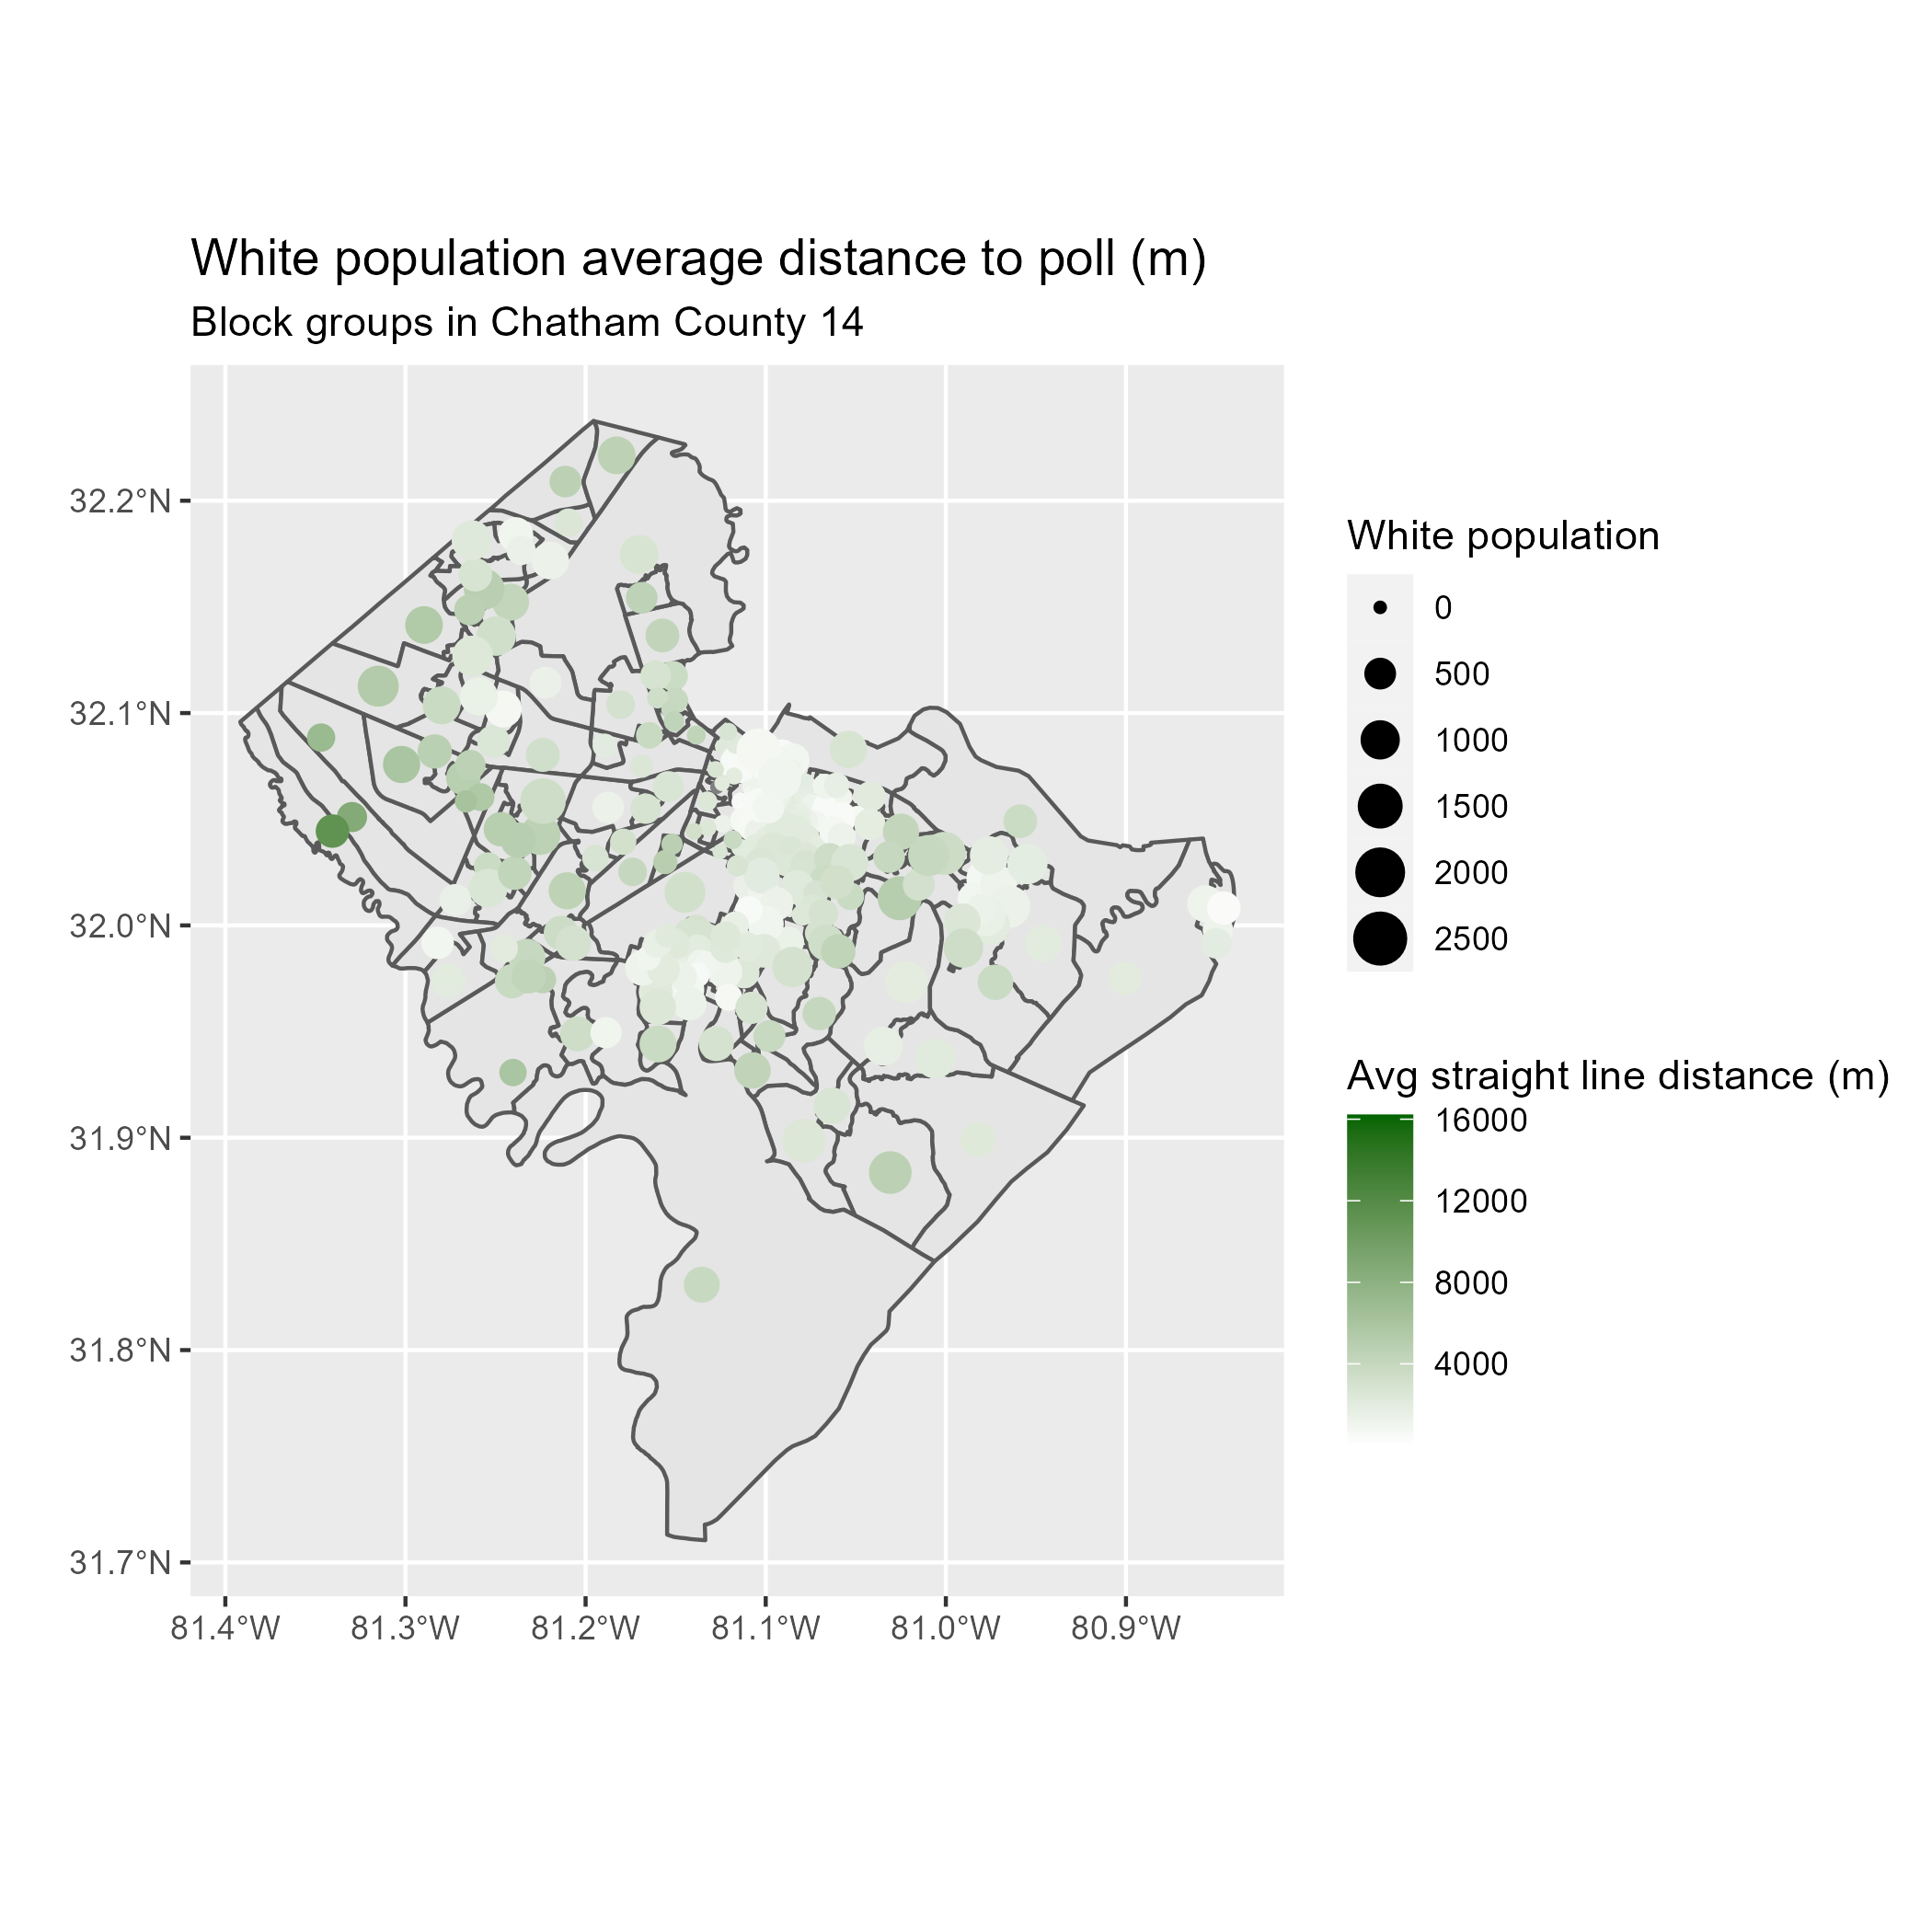 White population average distance to poll (m)
Block groups in Chatham County 14
32.2°N
32.1°N
32.0°N
31.9°N
31.8°N
31.7°N
81.4°W 81.3°W 81.2°W 81.1°W 81.0°W 80.9°W
White population
0
500
1000
1500
2000
2500
Avg straight line distance (m)
16000
12000
8000
4000